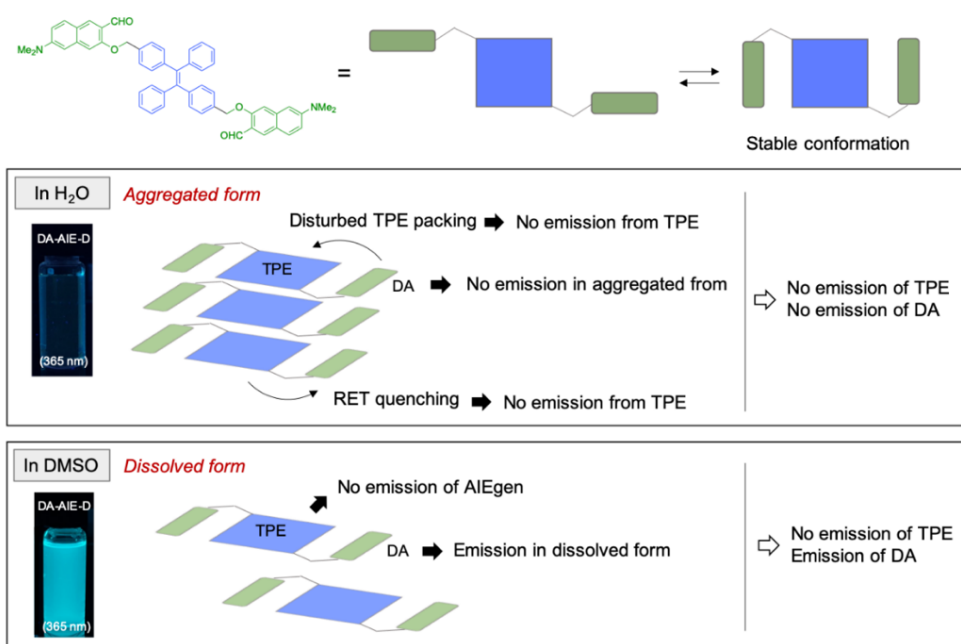 CHO
Me₂N
O
O
NMe₂
OHC
=
Stable conformation
In H₂O
Aggregated form
DA-AIE-D
(365 nm)
Disturbed TPE packing
No emission from TPE
TPE
DA
No emission in aggregated from
RET quenching
No emission from TPE
No emission of TPE
No emission of DA
In DMSO
Dissolved form
DA-AIE-D
(365 nm)
No emission of AIEgen
TPE
DA
Emission in dissolved form
No emission of TPE
Emission of DA